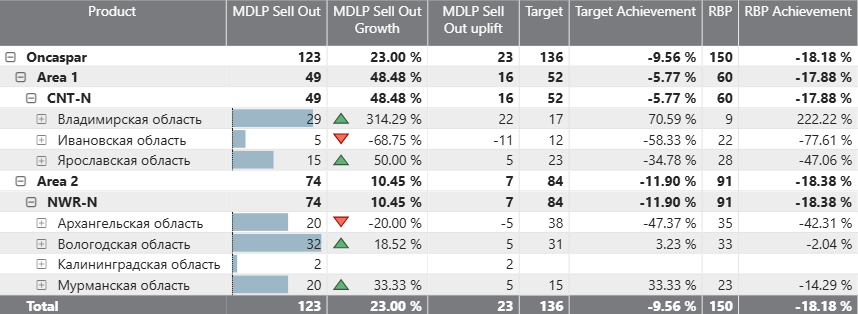 Product MDLP Sell Out MDLP Sell Out Growth MDLP Sell Out uplift Target Target Achievement RBP RBP Achievement
Oncaspar 123 23.00 % 23 136 -9.56 % 150 -18.18 %
Area 1 49 48.48 % 16 52 -5.77 % 60 -17.88 %
CNT-N 49 48.48 % 16 52 -5.77 % 60 -17.88 %
Владимирская область 29 314.29 % 22 17 70.59 % 9 222.22 %
Ивановская область 5 -68.75 % -11 12 -58.33 % 22 -77.61 %
Ярославская область 15 50.00 % 5 23 -34.78 % 28 -47.06 %
Area 2 74 10.45 % 7 84 -11.90 % 91 -18.38 %
NWR-N 74 10.45 % 7 84 -11.90 % 91 -18.38 %
Архангельская область 20 -20.00 % -5 38 -47.37 % 35 -42.31 %
Вологодская область 32 18.52 % 5 31 3.23 % 33 -2.04 %
Калининградская область 2 2
Мурманская область 20 33.33 % 5 15 33.33 % 23 -14.29 %
Total 123 23.00 % 23 136 -9.56 % 150 -18.18 %